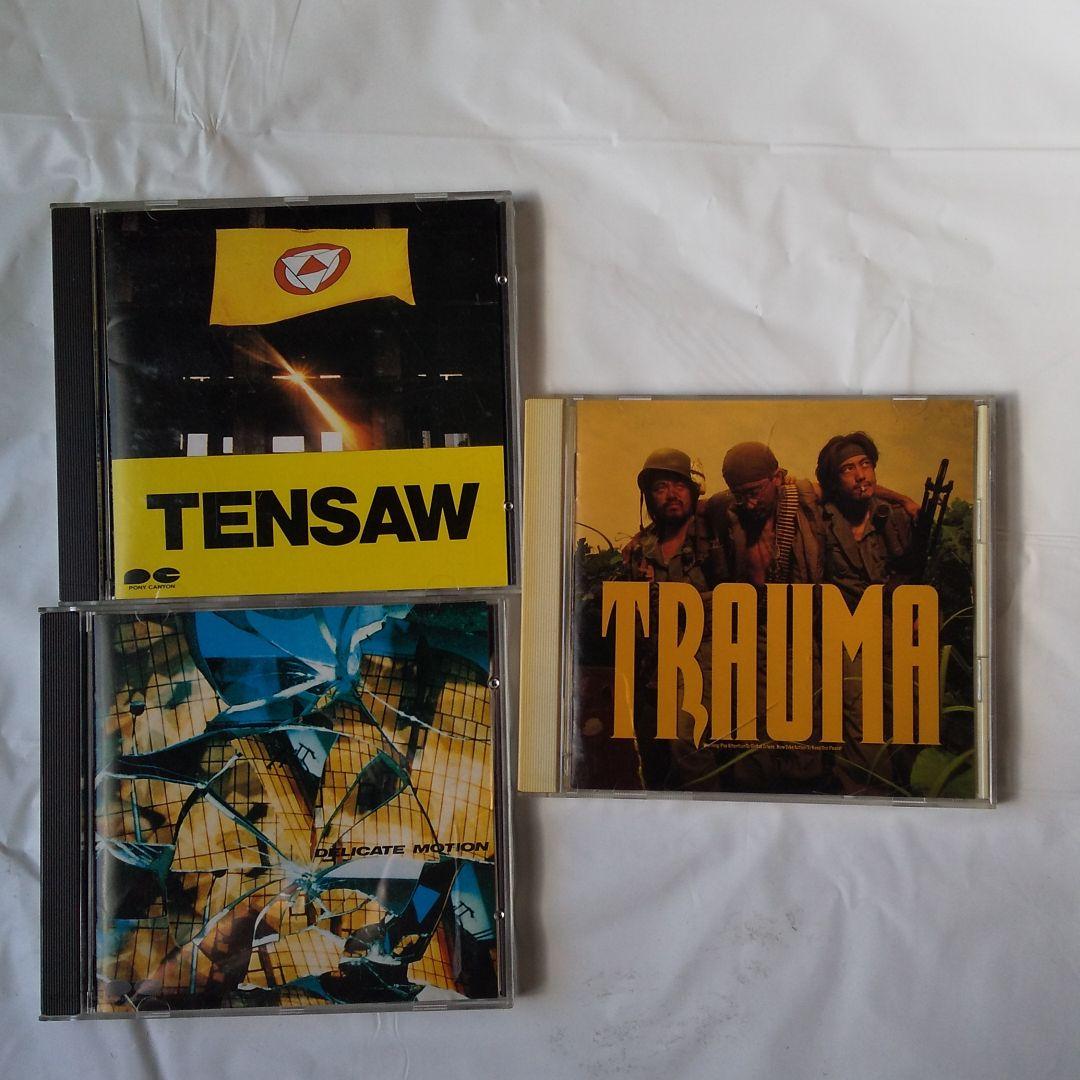 TENSAW
PONY CANYON
DELICATE MOTION
TRAUMA